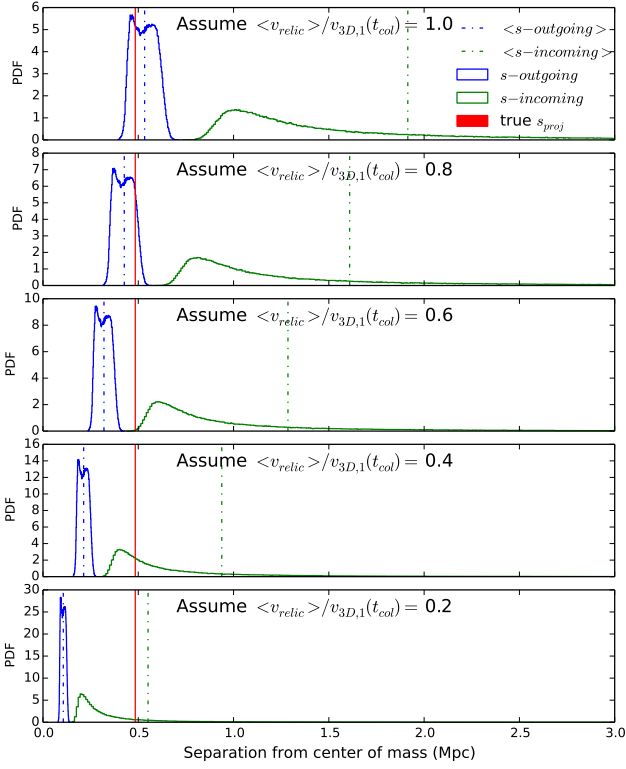 6
5
4
3
2
1
0
PDF
Assume <v_relic>/v_3D,1(t_col) = 1.0
<s−outgoing>
<s−incoming>
s−outgoing
s−incoming
true s_proj
8
7
6
5
4
3
2
1
0
PDF
Assume <v_relic>/v_3D,1(t_col) = 0.8
10
8
6
4
2
0
PDF
Assume <v_relic>/v_3D,1(t_col) = 0.6
16
14
12
10
8
6
4
2
0
PDF
Assume <v_relic>/v_3D,1(t_col) = 0.4
30
25
20
15
10
5
0
PDF
Assume <v_relic>/v_3D,1(t_col) = 0.2
0.0 0.5 1.0 1.5 2.0 2.5 3.0
Separation from center of mass (Mpc)